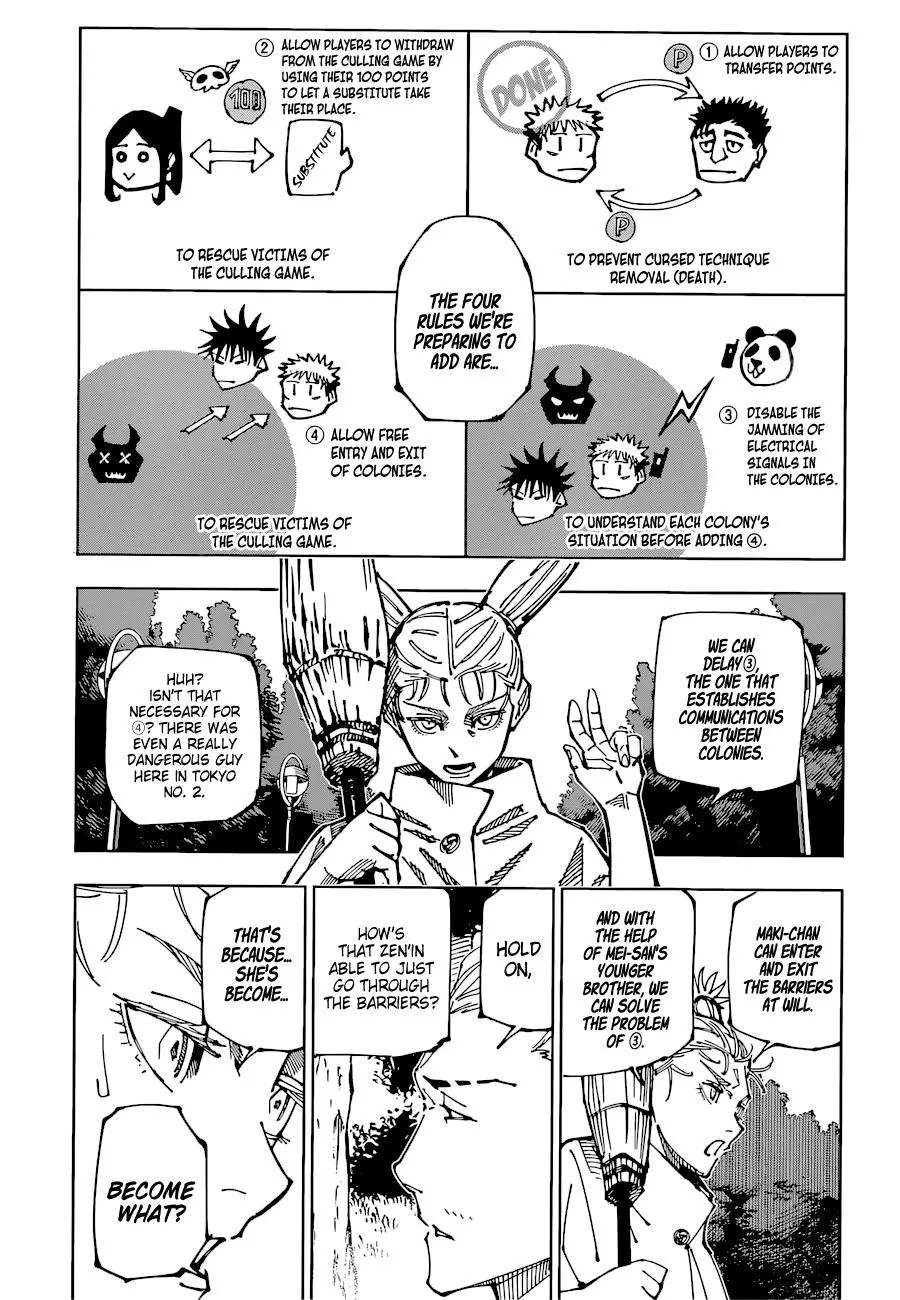 ① ALLOW PLAYERS TO
TRANSFER POINTS.
DONE
P
P
TO PREVENT CURSED TECHNIQUE
REMOVAL (DEATH).
② ALLOW PLAYERS TO WITHDRAW
FROM THE CULLING GAME BY
USING THEIR 100 POINTS
TO LET A SUBSTITUTE TAKE
THEIR PLACE.
100
SUBSTITUTE
TO RESCUE VICTIMS OF
THE CULLING GAME.
THE FOUR
RULES WE'RE
PREPARING TO
ADD ARE...
③ DISABLE THE
JAMMING OF
ELECTRICAL
SIGNALS IN
THE COLONIES.
TO UNDERSTAND EACH COLONY'S
SITUATION BEFORE ADDING ④.
④ ALLOW FREE
ENTRY AND EXIT
OF COLONIES.
TO RESCUE VICTIMS OF
THE CULLING GAME.
WE CAN
DELAY③,
THE ONE THAT
ESTABLISHES
COMMUNICATIONS
BETWEEN
COLONIES.
HUH?
ISN'T THAT
NECESSARY FOR
④? THERE WAS
EVEN A REALLY
DANGEROUS GUY
HERE IN TOKYO
NO. 2.
MAKI-CHAN
CAN ENTER
AND EXIT
THE BARRIERS
AT WILL.
AND WITH
THE HELP
OF MEI-SAN'S
YOUNGER
BROTHER, WE
CAN SOLVE
THE PROBLEM
OF ③.
HOLD
ON,
HOW'S
THAT ZEN'IN
ABLE TO JUST
GO THROUGH
THE BARRIERS?
THAT'S
BECAUSE...
SHE'S
BECOME...
BECOME
WHAT?